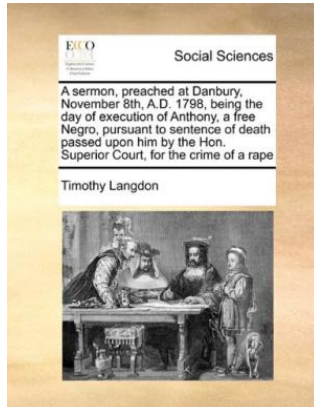 ECCO
Social Sciences
A sermon, preached at Danbury,
November 8th, A.D. 1798, being the
day of execution of Anthony, a free
Negro, pursuant to sentence of death
passed upon him by the Hon.
Superior Court, for the crime of a rape
Timothy Langdon